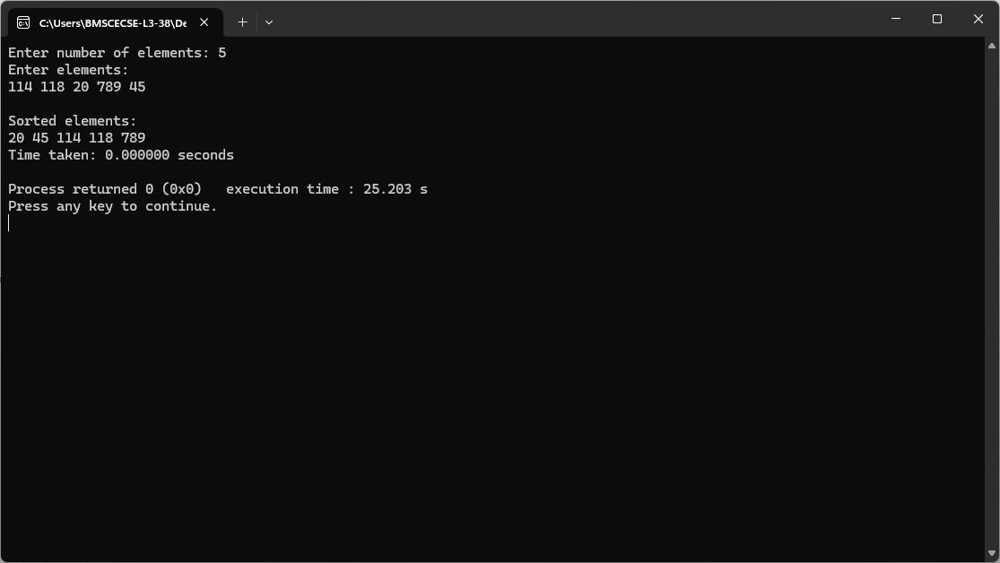 C:\Users\BMSCECSE-L3-38\De
Enter number of elements: 5
Enter elements:
114 118 20 789 45
Sorted elements:
20 45 114 118 789
Time taken: 0.000000 seconds
Process returned 0 (0x0)   execution time : 25.203 s
Press any key to continue.